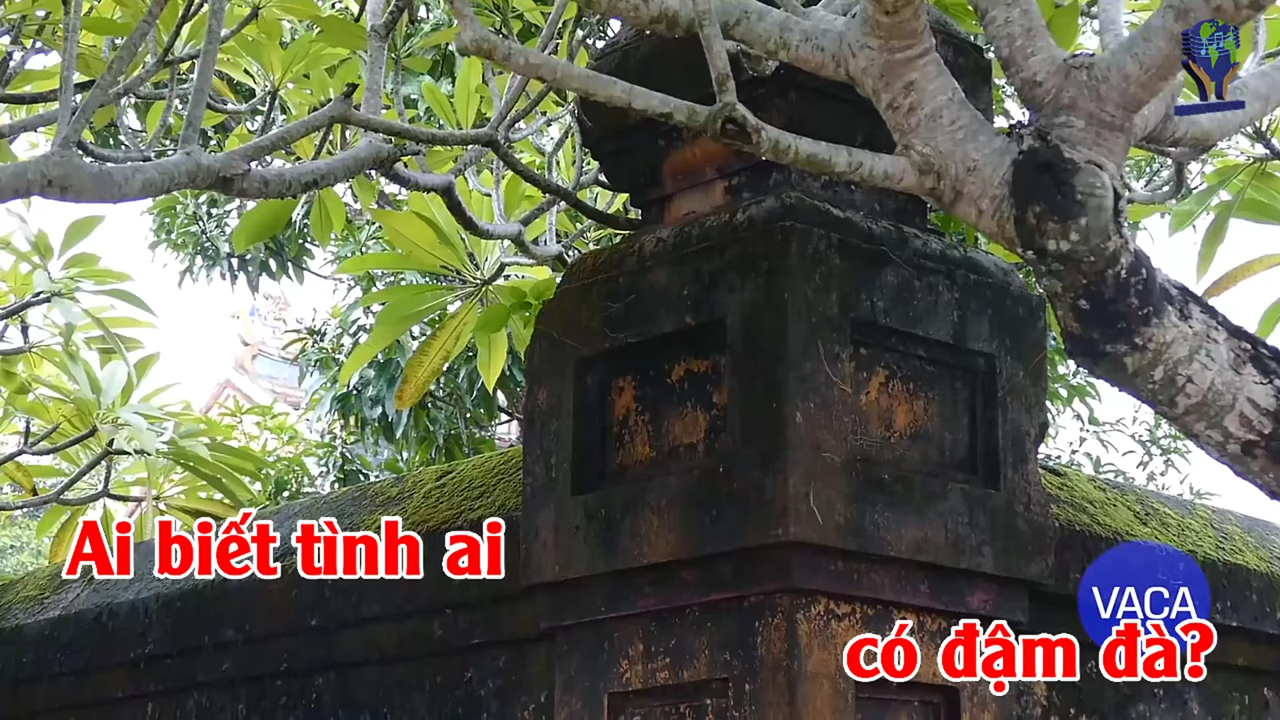 Ai biết tình ai
VACA
có đậm đà?